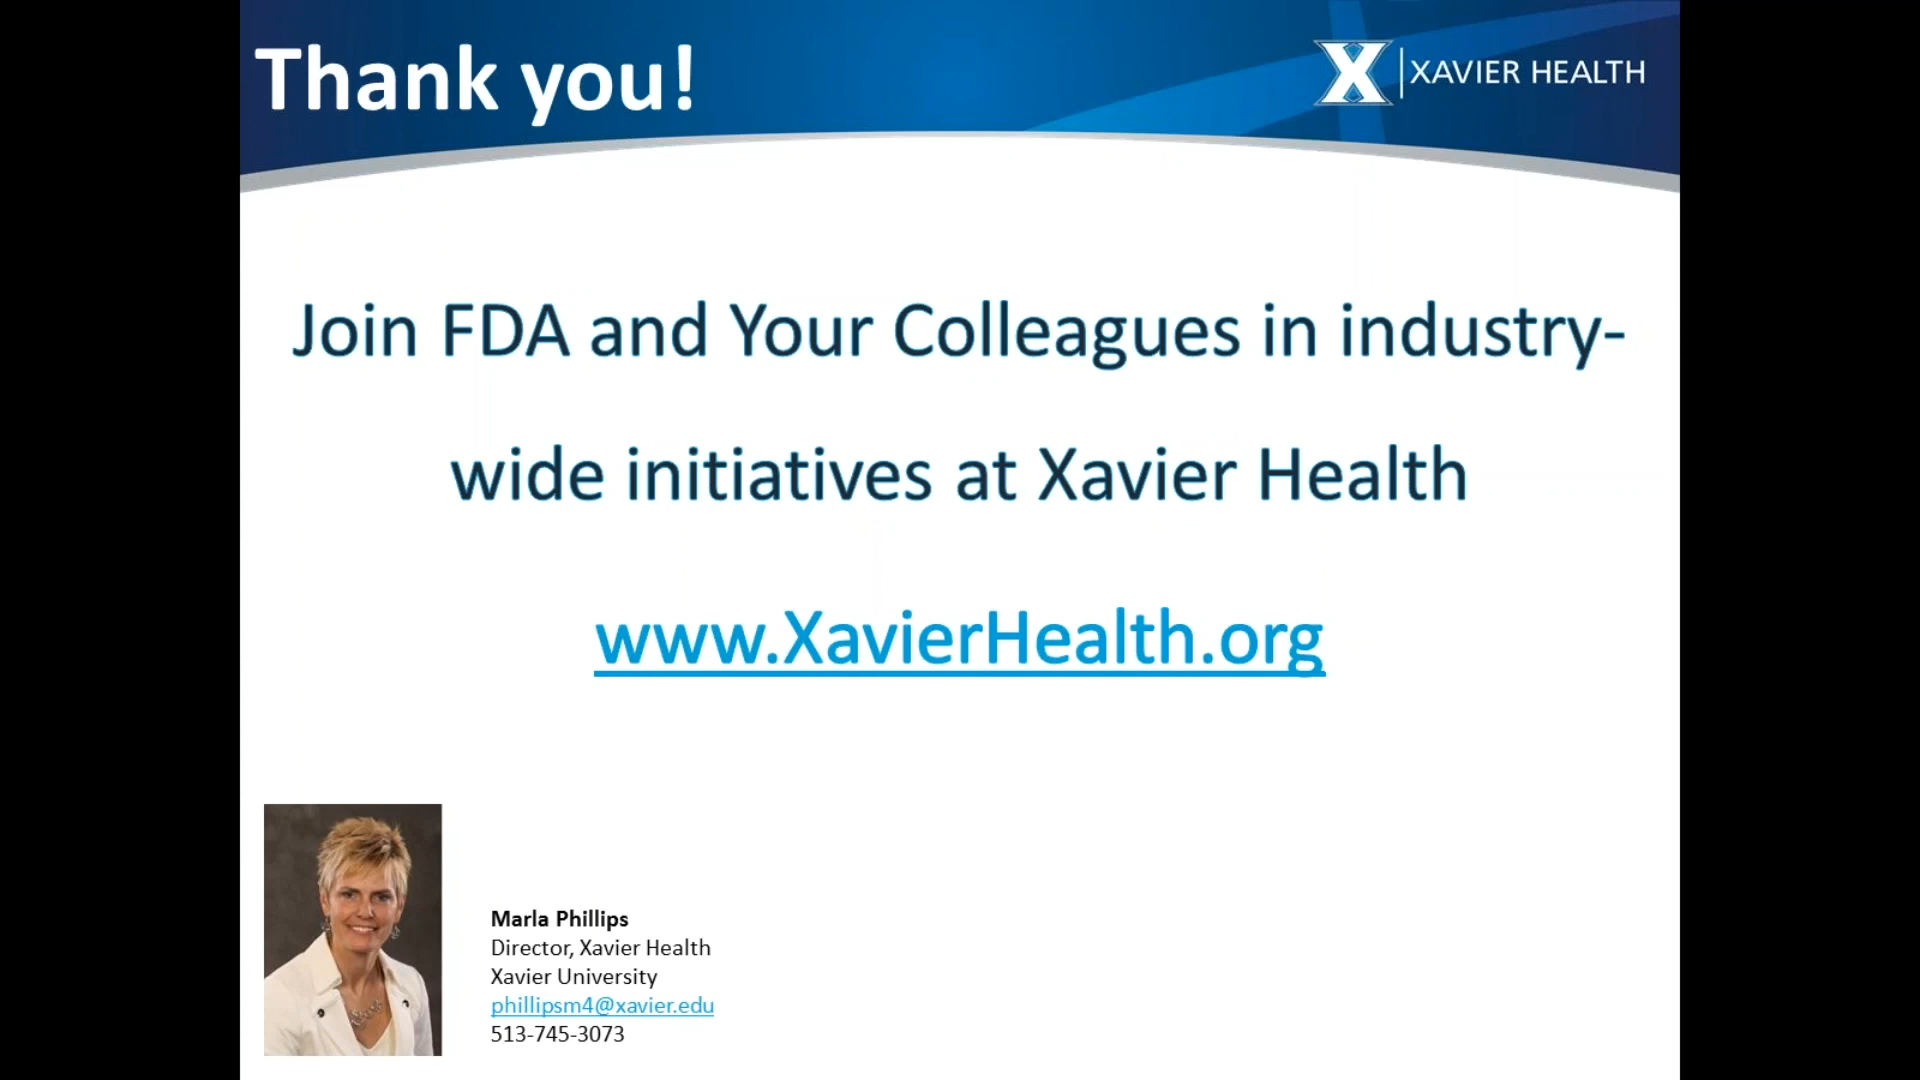 Thank you!
XAVIER HEALTH
Join FDA and Your Colleagues in industry-
wide initiatives at Xavier Health
www.XavierHealth.org
Marla Phillips
Director, Xavier Health
Xavier University
phillipsm4@xavier.edu
513-745-3073